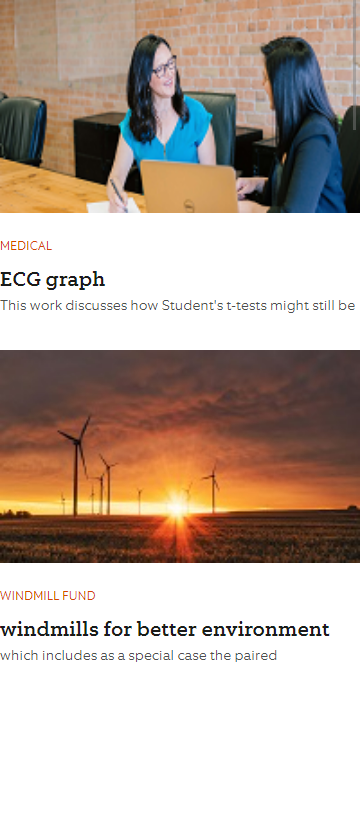 MEDICAL
ECG graph
This work discusses how Student's t-tests might still be
WINDMILL FUND
windmills for better environment
which includes as a special case the paired